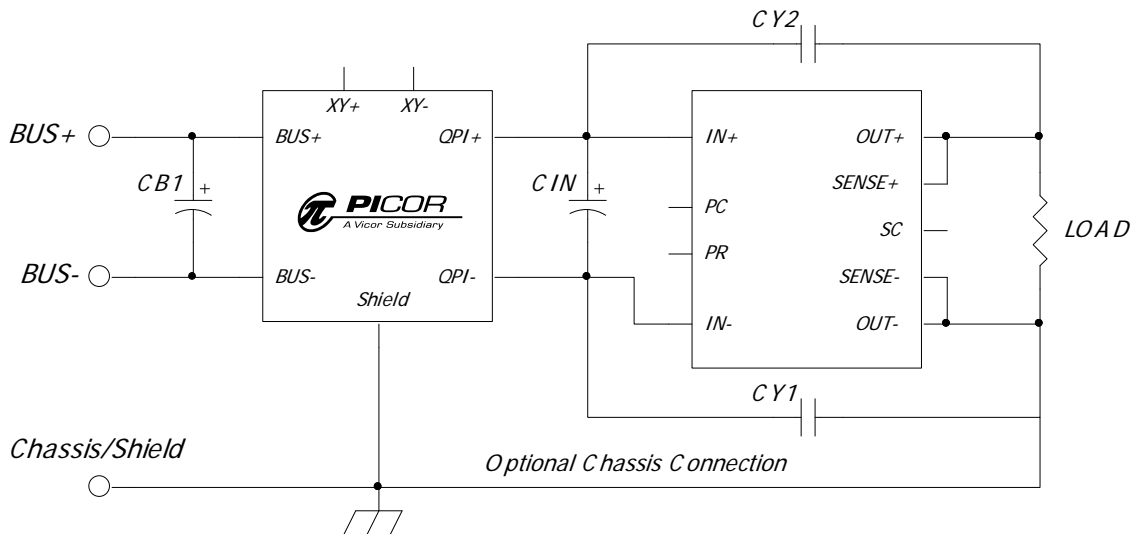 CY2
XY+ XY-
BUS+ BUS+ QPI+ IN+ OUT+
CB1 + CIN + SENSE+
π PICOR
A Vicor Subsidiary
PC
SC LOAD
PR
BUS- BUS- QPI- SENSE-
Shield
IN- OUT-
CY1
Chassis/Shield
Optional Chassis Connection